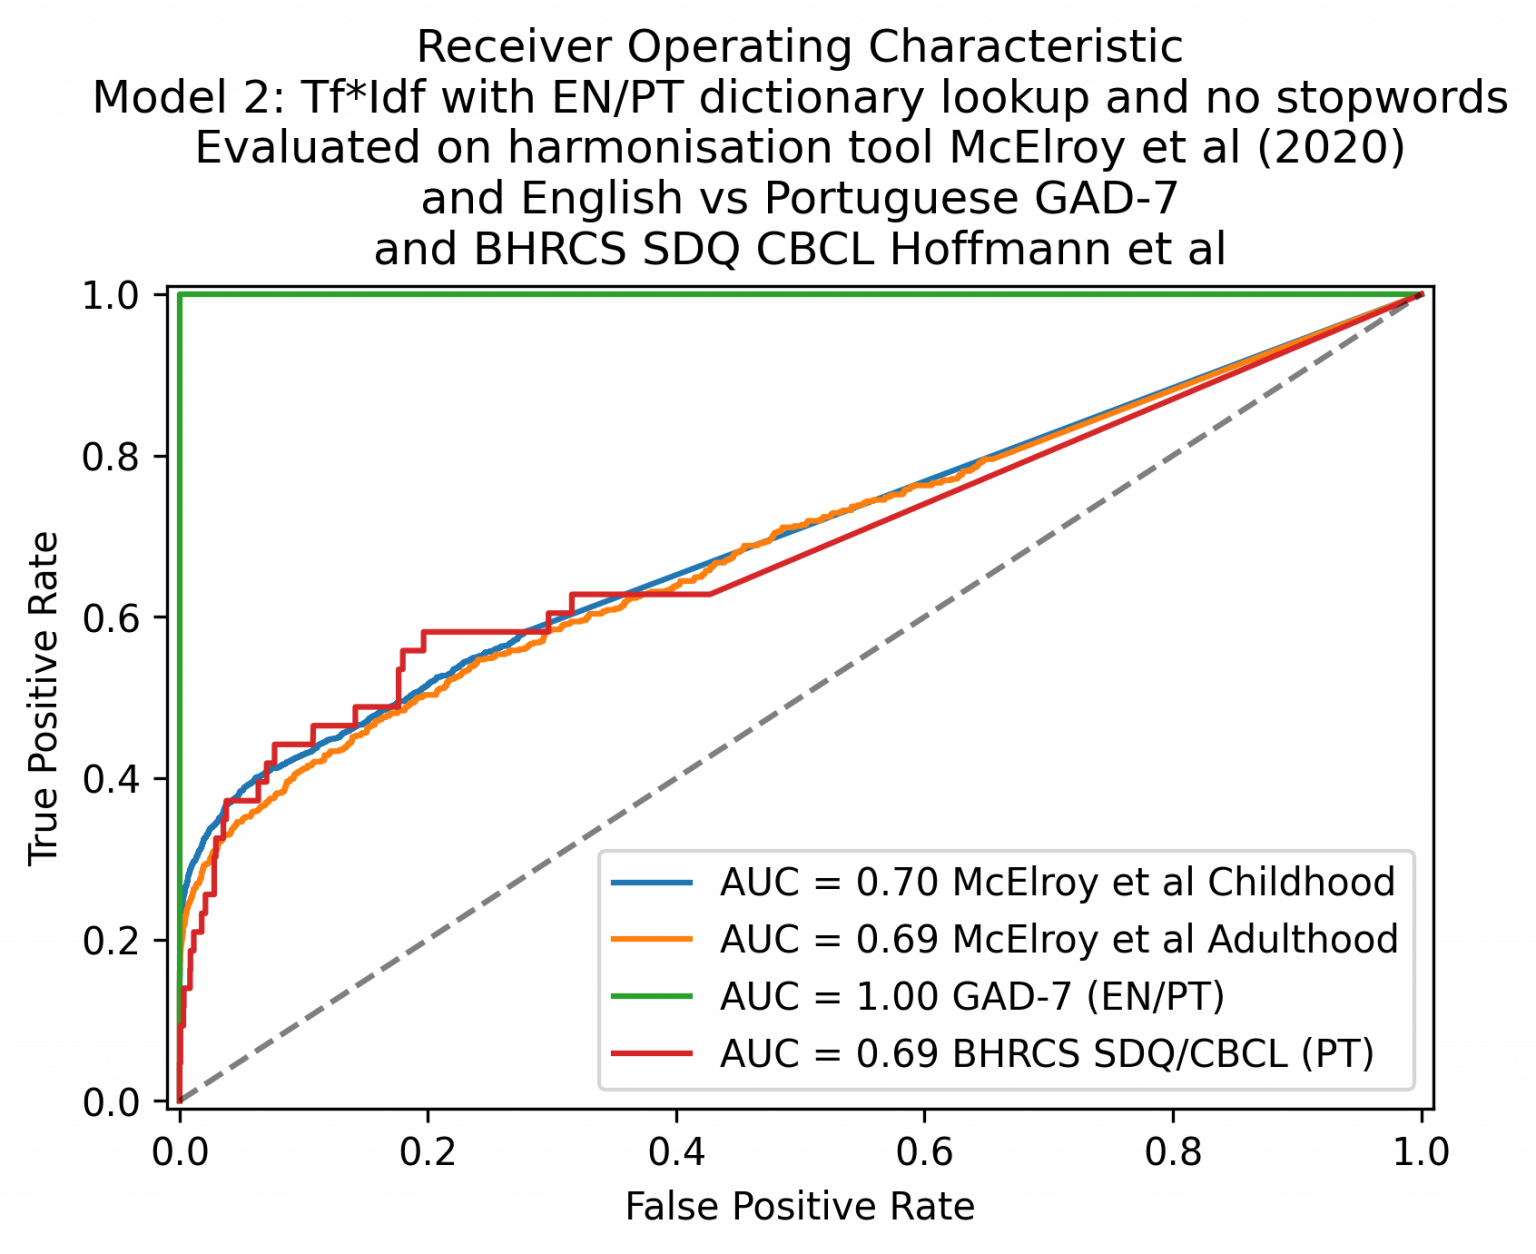 Receiver Operating Characteristic
Model 2: Tf*Idf with EN/PT dictionary lookup and no stopwords
Evaluated on harmonisation tool McElroy et al (2020)
and English vs Portuguese GAD-7
and BHRCS SDQ CBCL Hoffmann et al
1.0
0.8
0.6
0.4
0.2
0.0
True Positive Rate
AUC = 0.70 McElroy et al Childhood
AUC = 0.69 McElroy et al Adulthood
AUC = 1.00 GAD-7 (EN/PT)
AUC = 0.69 BHRCS SDQ/CBCL (PT)
0.0 0.2 0.4 0.6 0.8 1.0
False Positive Rate